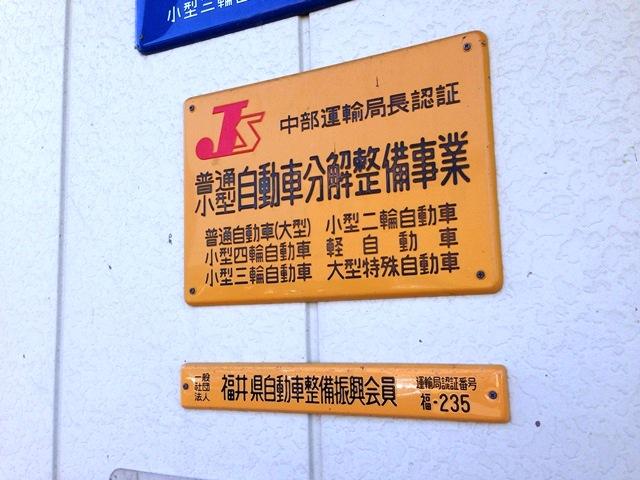 小型三輪自
JKS 中部運輸局長認証
普通
小型
自動車分解整備事業
普通自動車(大型) 小型二輪自動車
小型四輪自動車 軽自動車
小型三輪自動車 大型特殊自動車
一般
社団
法人
福井県自動車整備振興会員
運輸局認証番号
福-235